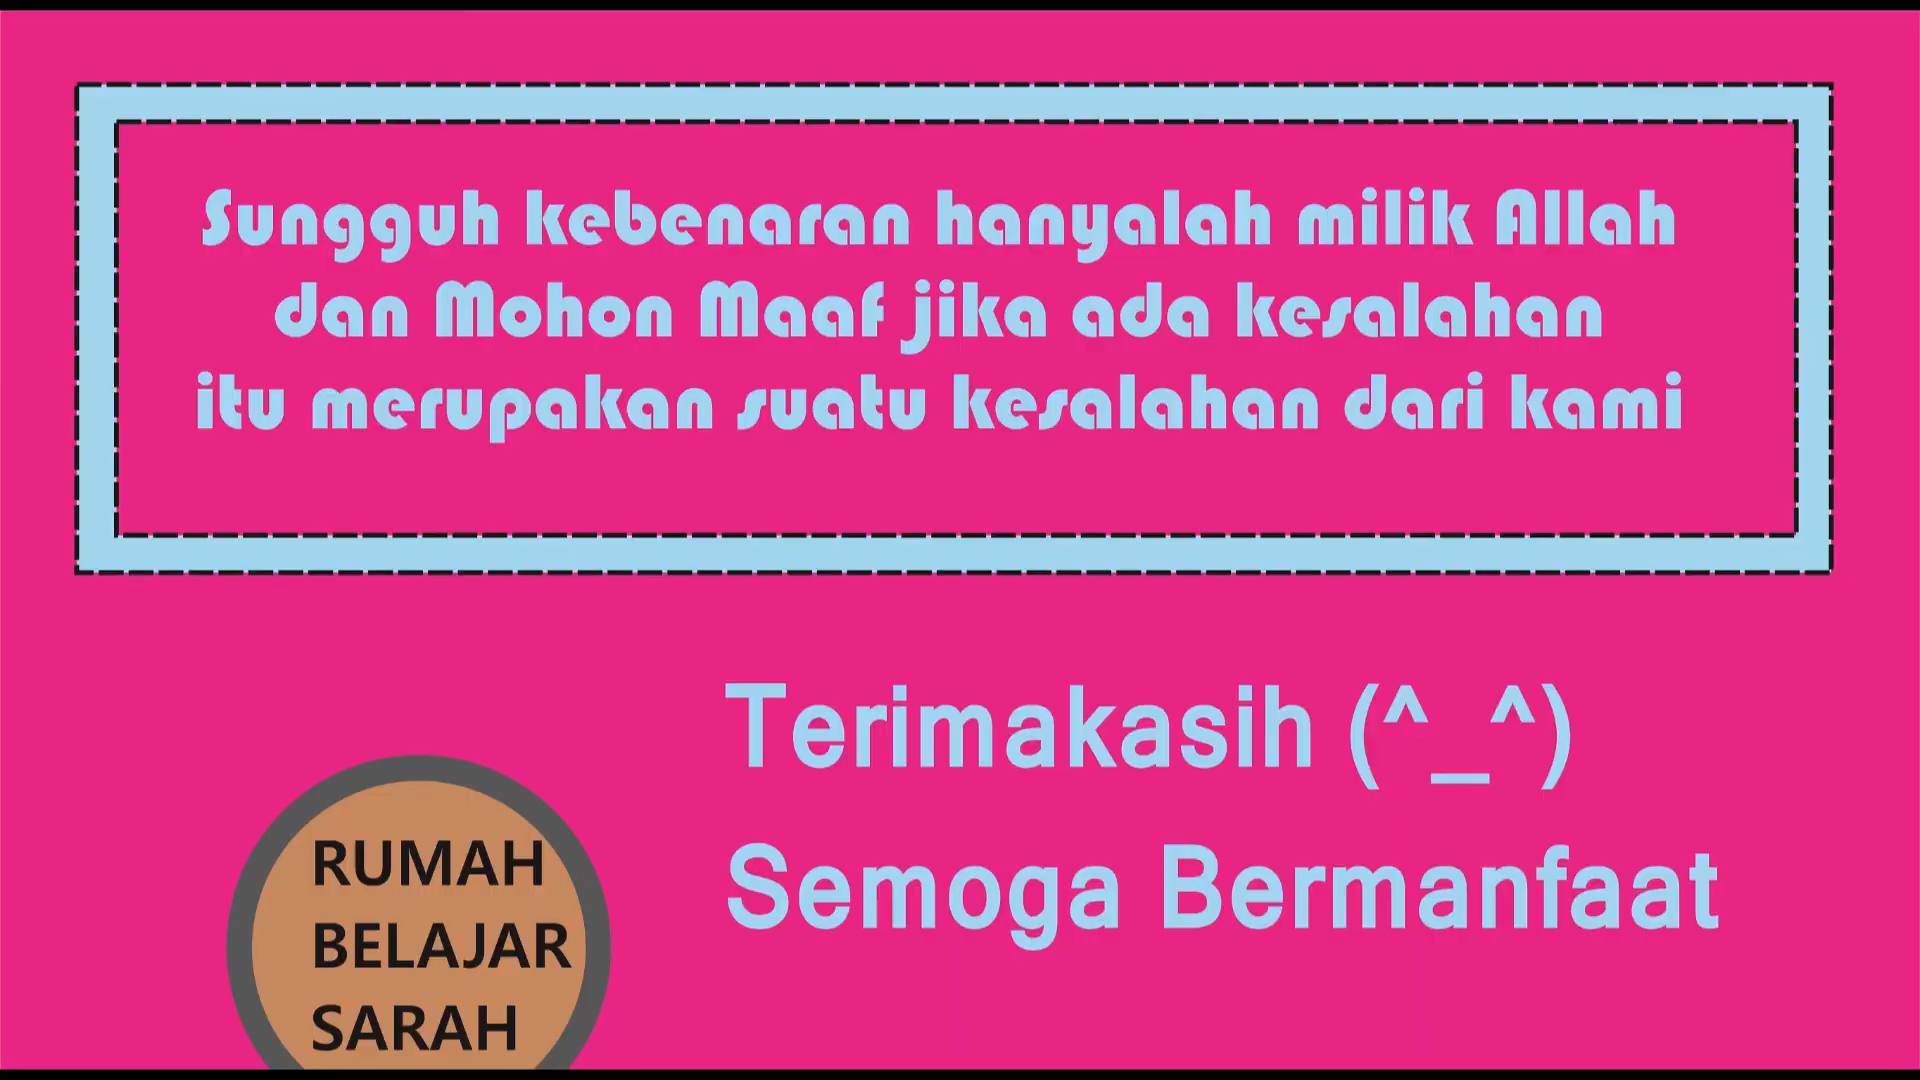 Sungguh kebenaran hanyalah milik Allah
dan Mohon Maaf jika ada kesalahan
itu merupakan suatu kesalahan dari kami
Terimakasih (^_^)
Semoga Bermanfaat
RUMAH
BELAJAR
SARAH